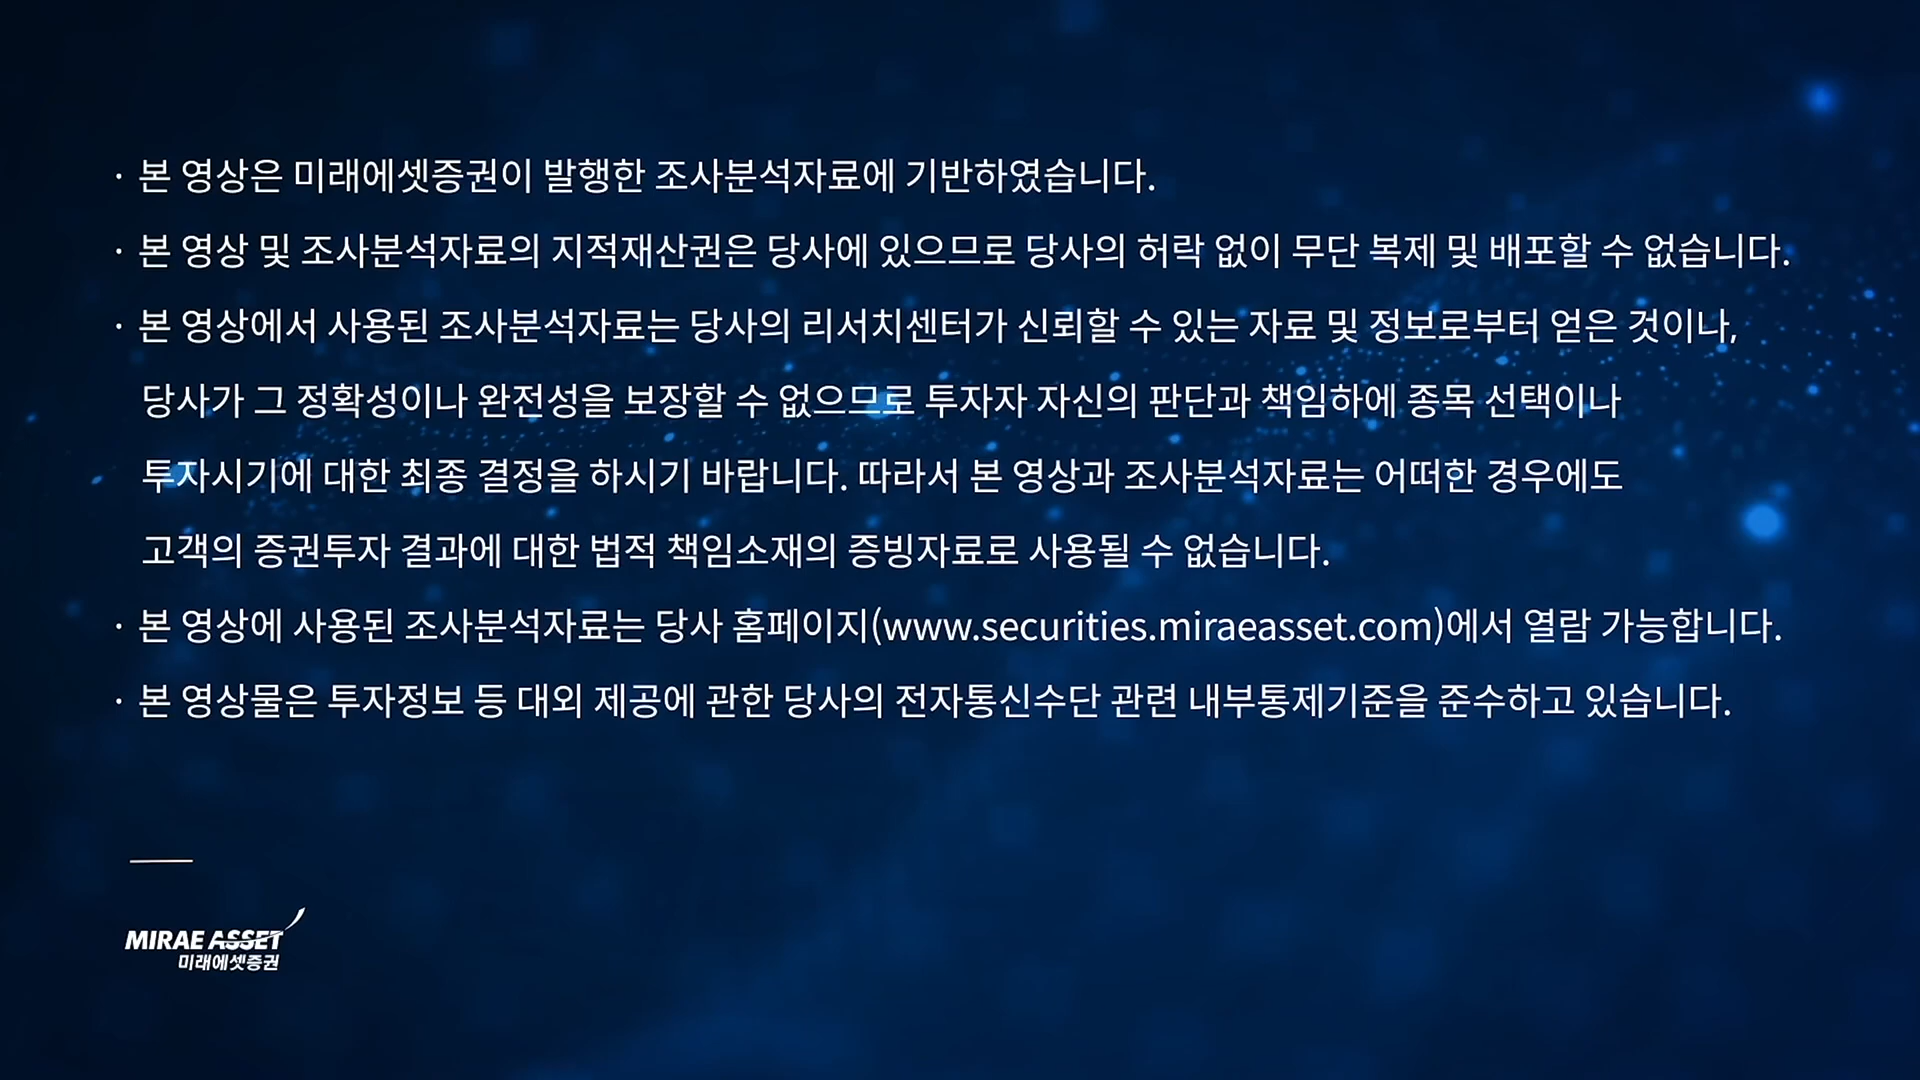 · 본 영상은 미래에셋증권이 발행한 조사분석자료에 기반하였습니다.
· 본 영상 및 조사분석자료의 지적재산권은 당사에 있으므로 당사의 허락 없이 무단 복제 및 배포할 수 없습니다.
· 본 영상에서 사용된 조사분석자료는 당사의 리서치센터가 신뢰할 수 있는 자료 및 정보로부터 얻은 것이나,
당사가 그 정확성이나 완전성을 보장할 수 없으므로 투자자 자신의 판단과 책임하에 종목 선택이나
투자시기에 대한 최종 결정을 하시기 바랍니다. 따라서 본 영상과 조사분석자료는 어떠한 경우에도
고객의 증권투자 결과에 대한 법적 책임소재의 증빙자료로 사용될 수 없습니다.
· 본 영상에 사용된 조사분석자료는 당사 홈페이지(www.securities.miraeasset.com)에서 열람 가능합니다.
· 본 영상물은 투자정보 등 대외 제공에 관한 당사의 전자통신수단 관련 내부통제기준을 준수하고 있습니다.
MIRAE ASSET
미래에셋증권